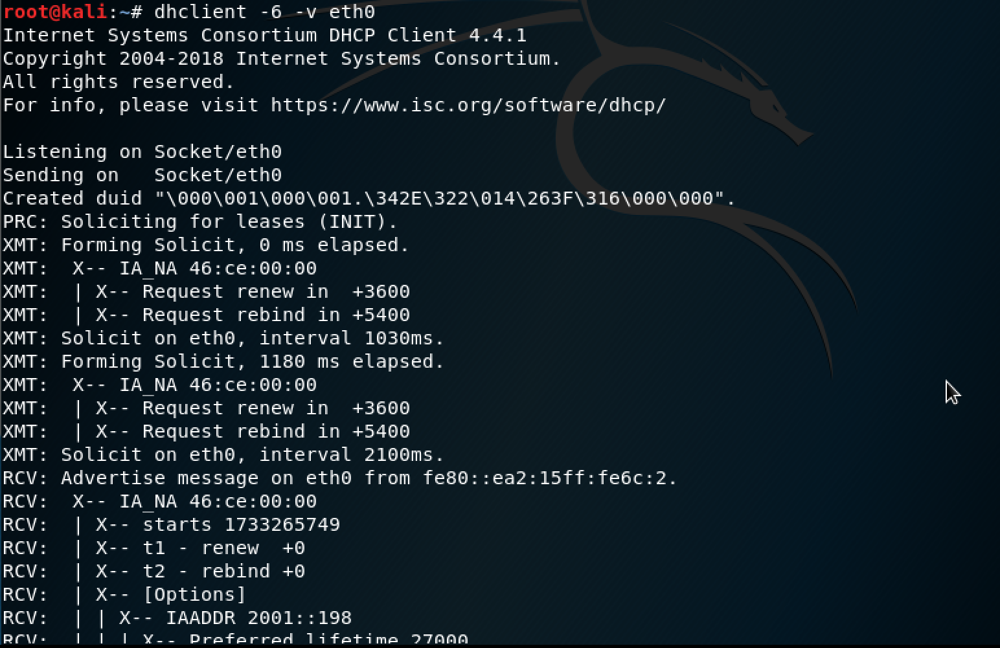 root@kali:~# dhclient -6 -v eth0
Internet Systems Consortium DHCP Client 4.4.1
Copyright 2004-2018 Internet Systems Consortium.
All rights reserved.
For info, please visit https://www.isc.org/software/dhcp/

Listening on Socket/eth0
Sending on   Socket/eth0
Created duid "\000\001\000\001.\342E\322\014\263F\316\000\000".
PRC: Soliciting for leases (INIT).
XMT: Forming Solicit, 0 ms elapsed.
XMT:  X-- IA_NA 46:ce:00:00
XMT:  | X-- Request renew in  +3600
XMT:  | X-- Request rebind in +5400
XMT: Solicit on eth0, interval 1030ms.
XMT: Forming Solicit, 1180 ms elapsed.
XMT:  X-- IA_NA 46:ce:00:00
XMT:  | X-- Request renew in  +3600
XMT:  | X-- Request rebind in +5400
XMT: Solicit on eth0, interval 2100ms.
RCV: Advertise message on eth0 from fe80::ea2:15ff:fe6c:2.
RCV:  X-- IA_NA 46:ce:00:00
RCV:  | X-- starts 1733265749
RCV:  | X-- t1 - renew  +0
RCV:  | X-- t2 - rebind +0
RCV:  | X-- [Options]
RCV:  | | X-- IAADDR 2001::198
RCV:  | | | X-- Preferred lifetime 27000